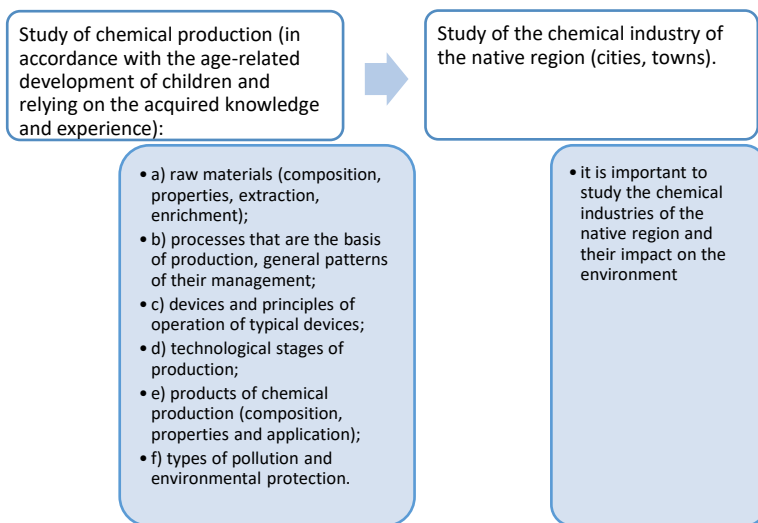 Study of chemical production (in
accordance with the age-related
development of children and
relying on the acquired knowledge
and experience):
Study of the chemical industry of
the native region (cities, towns).
• a) raw materials (composition,
properties, extraction,
enrichment);
• b) processes that are the basis
of production, general patterns
of their management;
• c) devices and principles of
operation of typical devices;
• d) technological stages of
production;
• e) products of chemical
production (composition,
properties and application);
• f) types of pollution and
environmental protection.
• it is important to
study the chemical
industries of the
native region and
their impact on the
environment